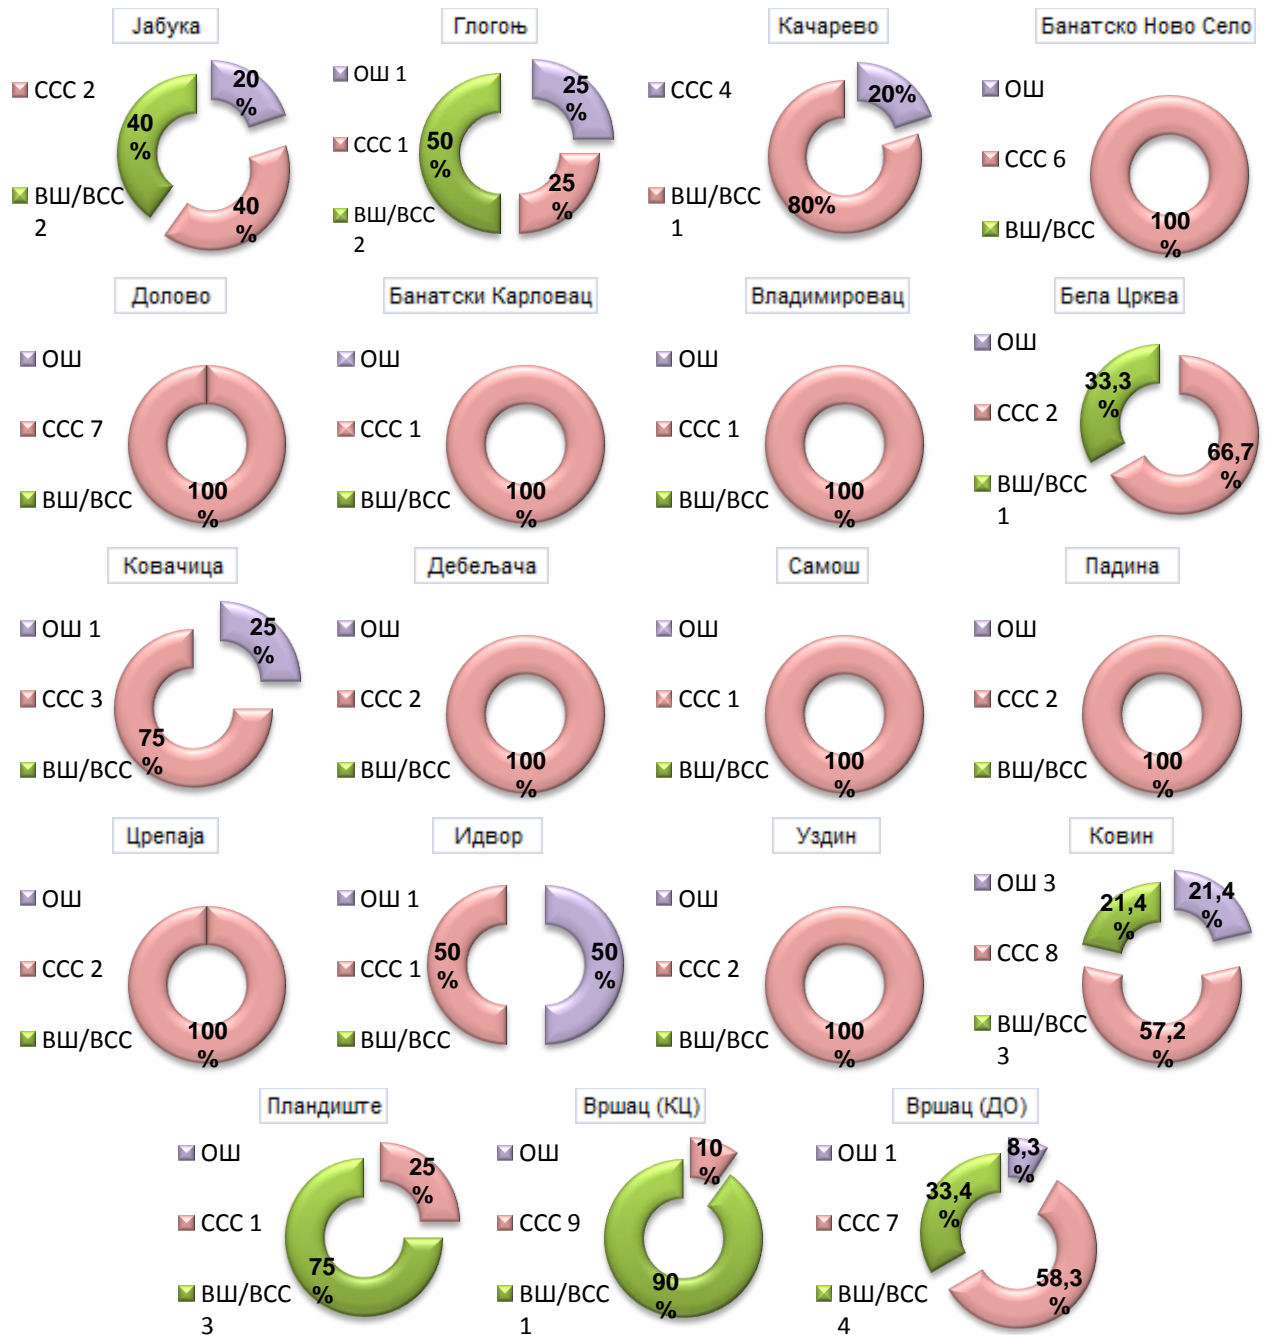 Јабука
ССС 2
ВШ/ВСС
2
20
%
40
%
40
%
Глогоњ
ОШ 1
ССС 1
ВШ/ВСС
2
25
%
50
%
25
%
Качарево
ССС 4
ВШ/ВСС
1
20%
80%
Банатско Ново Село
ОШ
ССС 6
ВШ/ВСС
100
%
Долово
ОШ
ССС 7
ВШ/ВСС
100
%
Банатски Карловац
ОШ
ССС 1
ВШ/ВСС
100
%
Владимировац
ОШ
ССС 1
ВШ/ВСС
100
%
Бела Црква
ОШ
ССС 2
ВШ/ВСС
1
33,3
%
66,7
%
Ковачица
ОШ 1
ССС 3
ВШ/ВСС
25
%
75
%
Дебељача
ОШ
ССС 2
ВШ/ВСС
100
%
Самош
ОШ
ССС 1
ВШ/ВСС
100
%
Падина
ОШ
ССС 2
ВШ/ВСС
100
%
Црепаја
ОШ
ССС 2
ВШ/ВСС
100
%
Идвор
ОШ 1
ССС 1
ВШ/ВСС
50
%
50
%
Уздин
ОШ
ССС 2
ВШ/ВСС
100
%
Ковин
ОШ 3
ССС 8
ВШ/ВСС
3
21,4
%
21,4
%
57,2
%
Пландиште
ОШ
ССС 1
ВШ/ВСС
3
25
%
75
%
Вршац (КЦ)
ОШ
ССС 9
ВШ/ВСС
1
10
%
90
%
Вршац (ДО)
ОШ 1
ССС 7
ВШ/ВСС
4
8,3
%
33,4
%
58,3
%